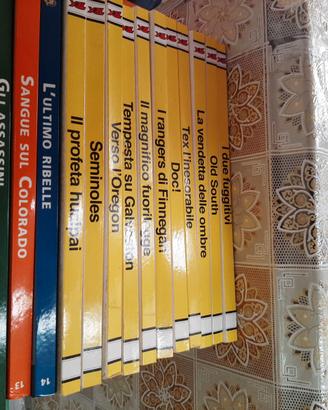 GLI ASSASSINI
SANGUE SUL COLORADO
13
L'ULTIMO RIBELLE
14
Il profeta hualpai
Seminoles
Verso l'Oregon
Tempesta su Galveston
Il magnifico fuorilegge
I rangers di Finnegan
Doc!
Tex l'inesorabile
La vendetta delle ombre
Old South
I due fuggitivi